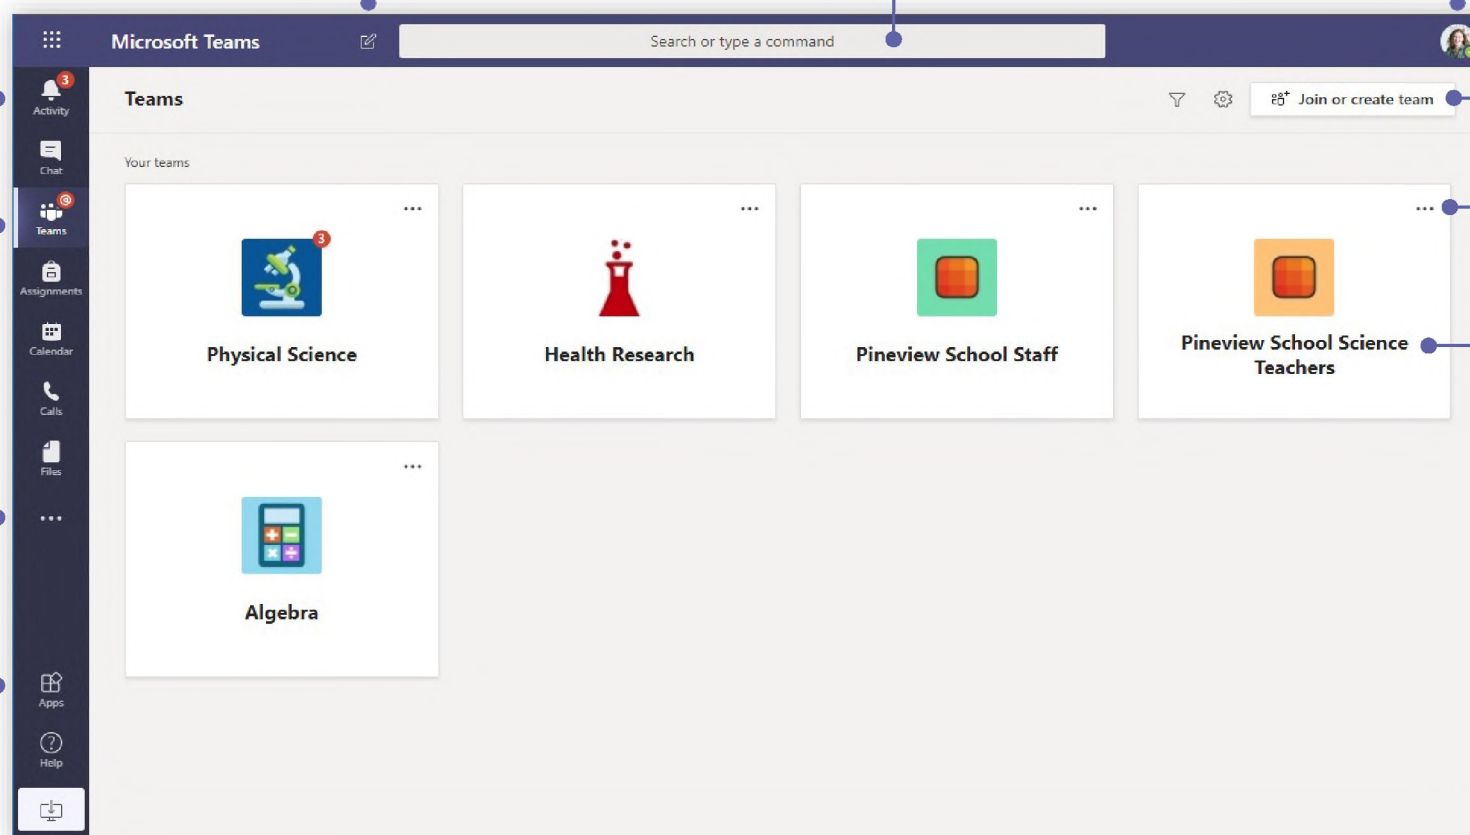 Microsoft Teams
Search or type a command
3
Activity
Teams
Join or create team
Chat
Your teams
@
Teams
3
Assignments
Calendar
Physical Science
Health Research
Pineview School Staff
Pineview School Science
Teachers
Calls
Files
Algebra
Apps
Help